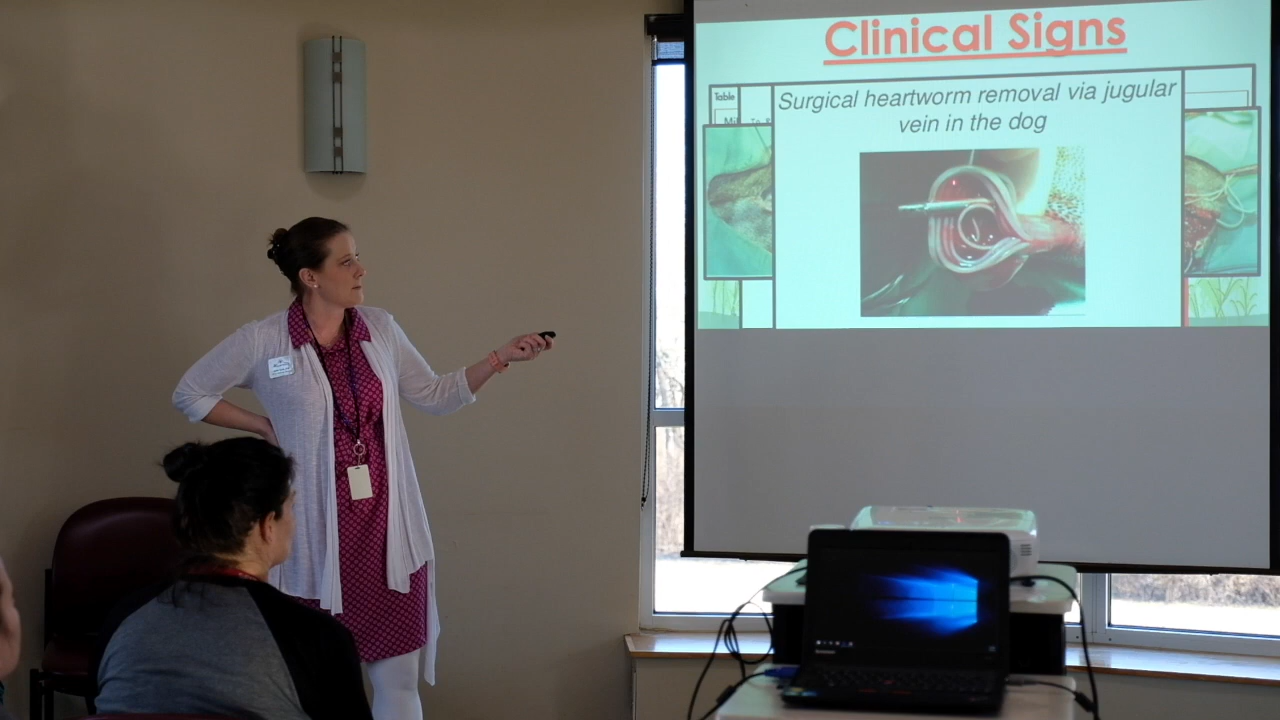 Clinical Signs
Table
Surgical heartworm removal via jugular
vein in the dog